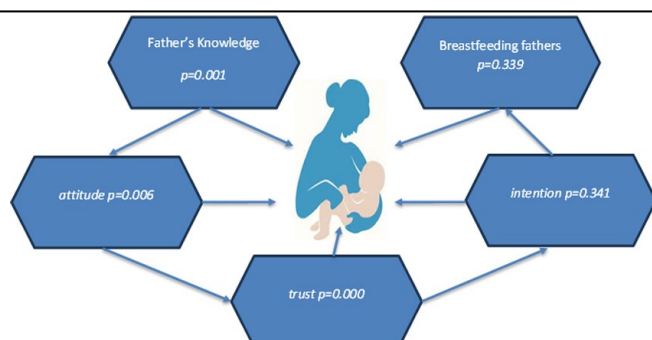 Father's Knowledge
p=0.001
Breastfeeding fathers
p=0.339
attitude p=0.006
intention p=0.341
trust p=0.000